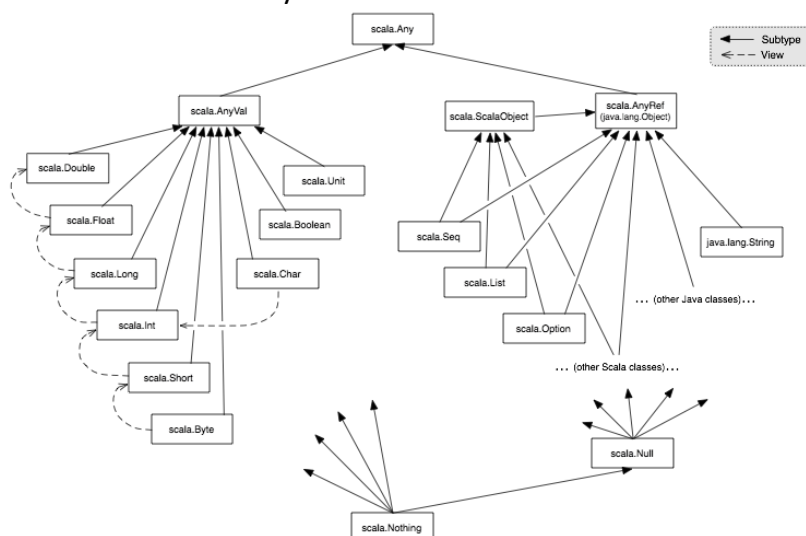 scala.Any
Subtype
View
scala.AnyVal
scala.ScalaObject
scala.AnyRef
(java.lang.Object)
scala.Double
scala.Unit
scala.Float
scala.Boolean
scala.Seq
java.lang.String
scala.Long
scala.Char
scala.List
... (other Java classes)...
scala.Int
scala.Option
... (other Scala classes)...
scala.Short
scala.Byte
scala.Null
scala.Nothing